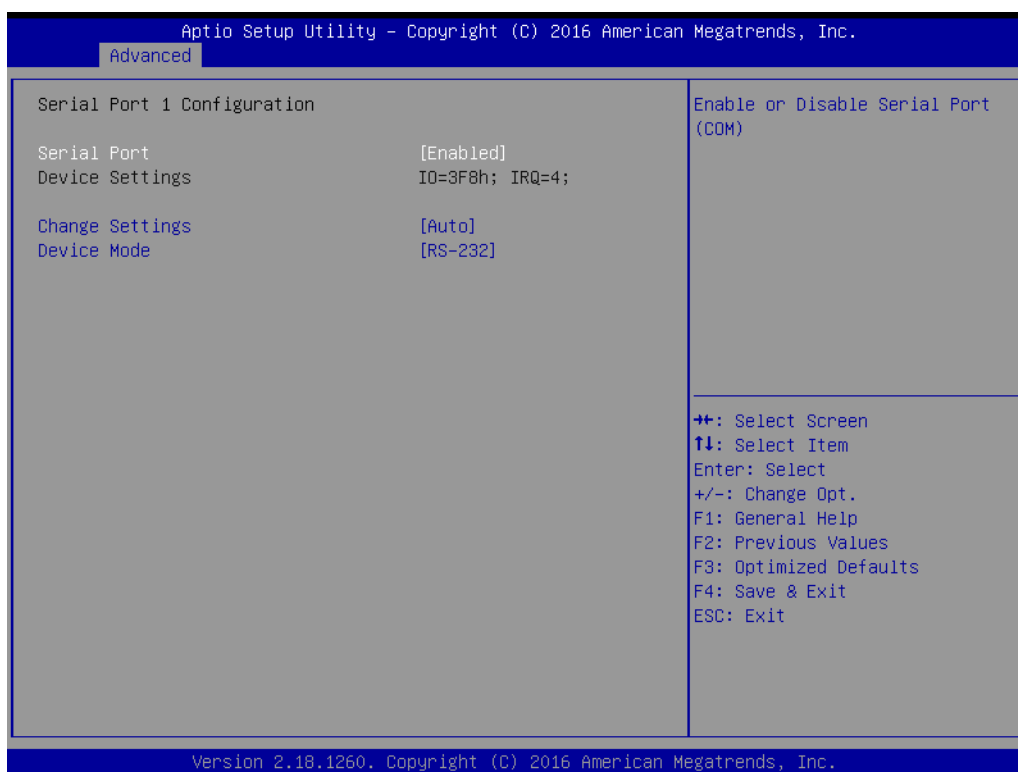 Aptio Setup Utility – Copyright (C) 2016 American Megatrends, Inc.
Advanced
Serial Port 1 Configuration
Serial Port [Enabled]
Device Settings IO=3F8h; IRQ=4;
Change Settings [Auto]
Device Mode [RS-232]
Enable or Disable Serial Port
(COM)
→←: Select Screen
↑↓: Select Item
Enter: Select
+/-: Change Opt.
F1: General Help
F2: Previous Values
F3: Optimized Defaults
F4: Save & Exit
ESC: Exit
Version 2.18.1260. Copyright (C) 2016 American Megatrends, Inc.